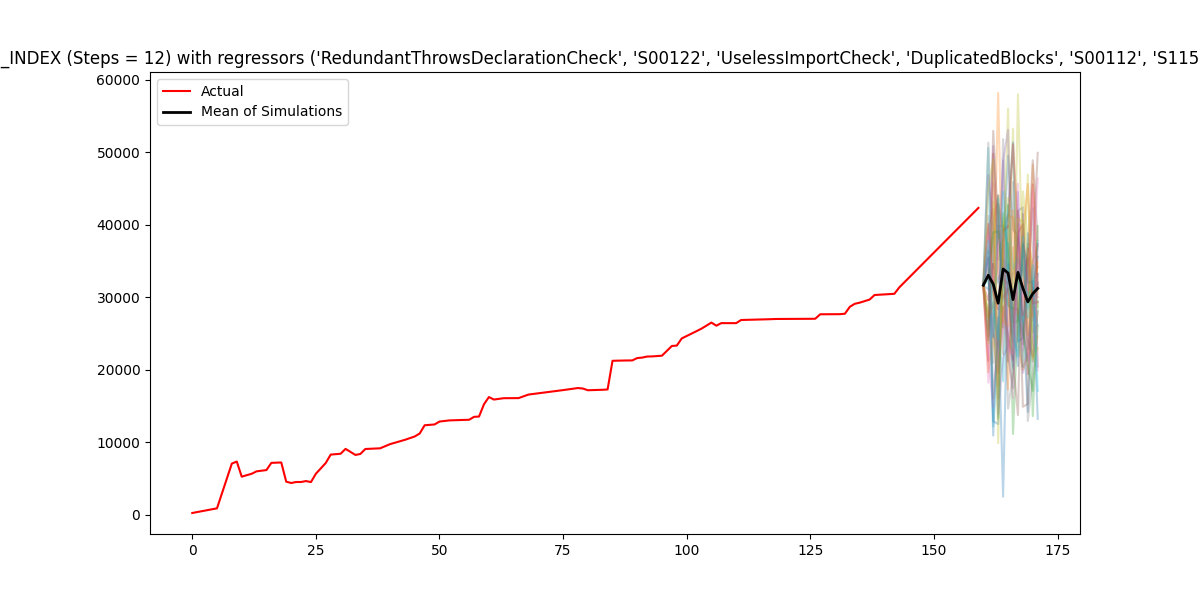 _INDEX (Steps = 12) with regressors ('RedundantThrowsDeclarationCheck', 'S00122', 'UselessImportCheck', 'DuplicatedBlocks', 'S00112', 'S115
Actual
Mean of Simulations
60000
50000
40000
30000
20000
10000
0
0 25 50 75 100 125 150 175